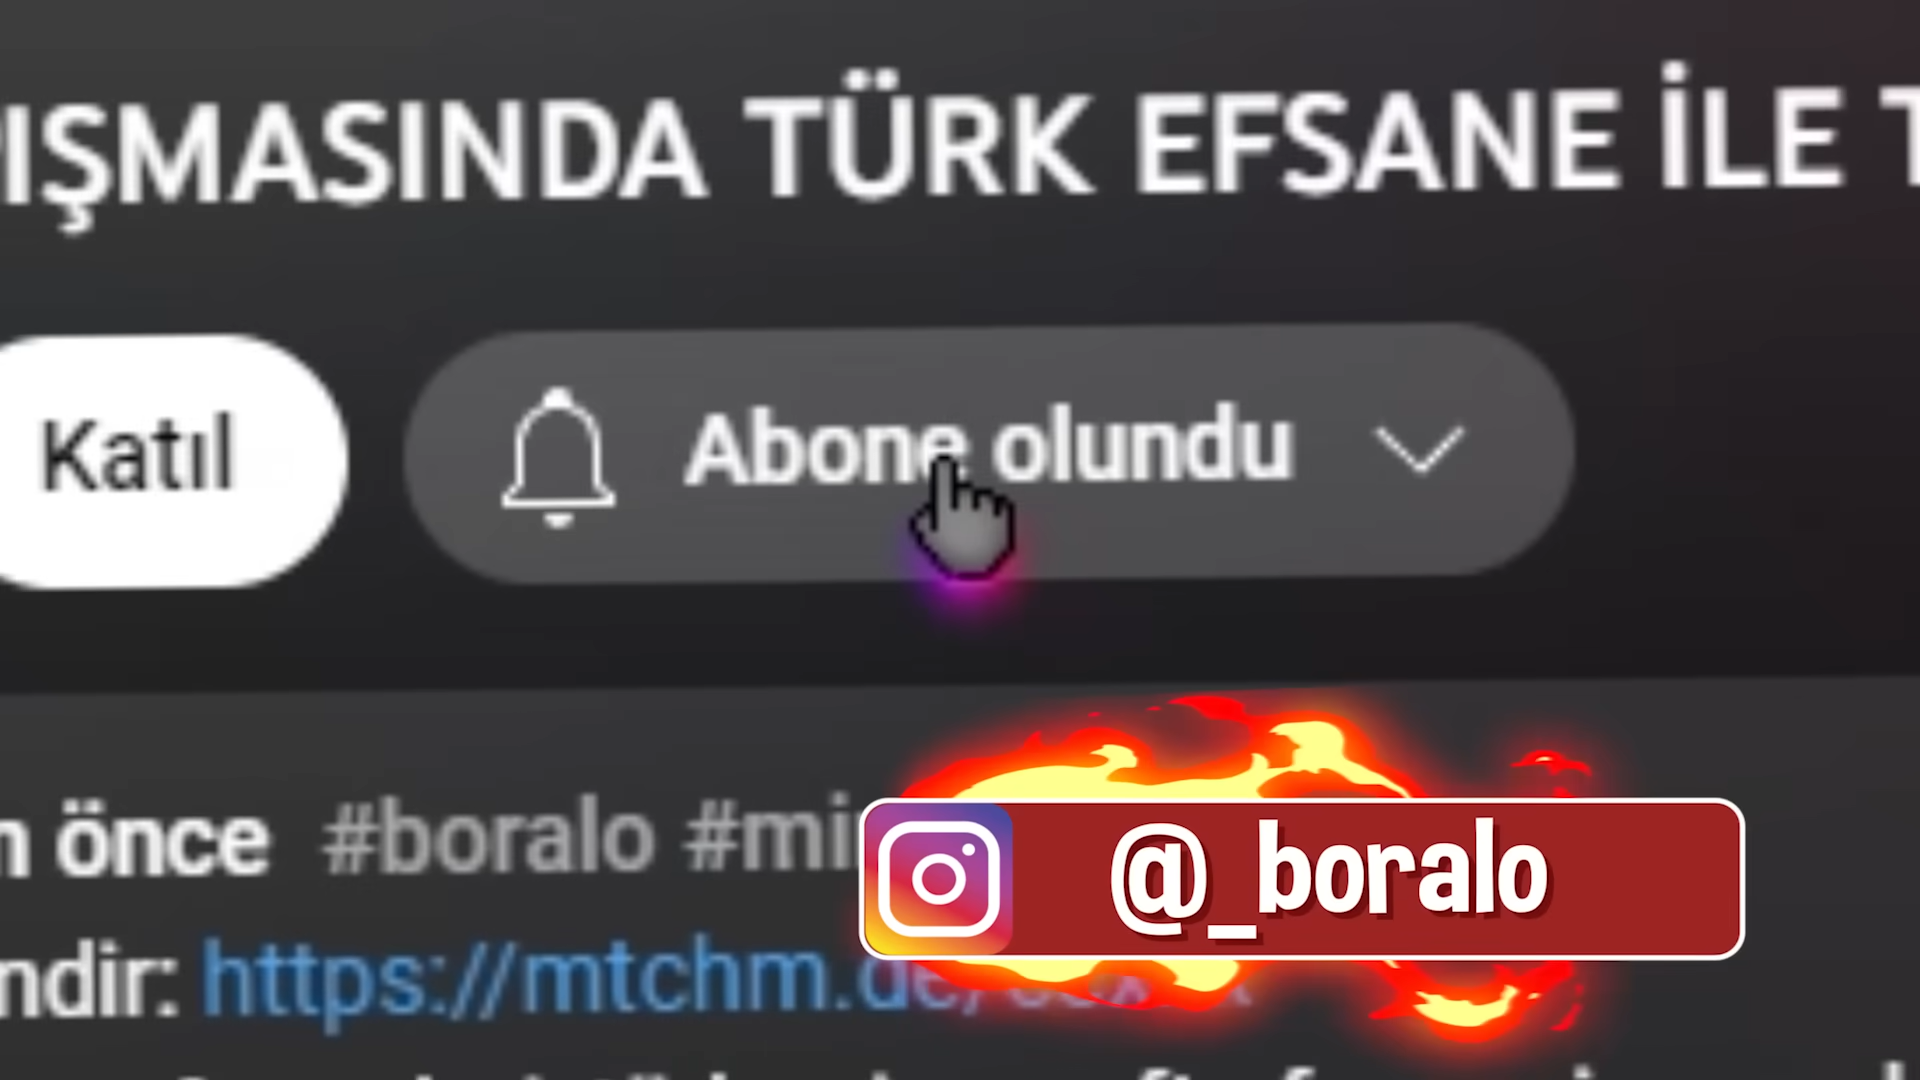 IŞMASINDA TÜRK EFSANE İLE T
Katıl
Abone olundu
önce #boralo #mi
@_boralo
ndir: https://mtchm.de/